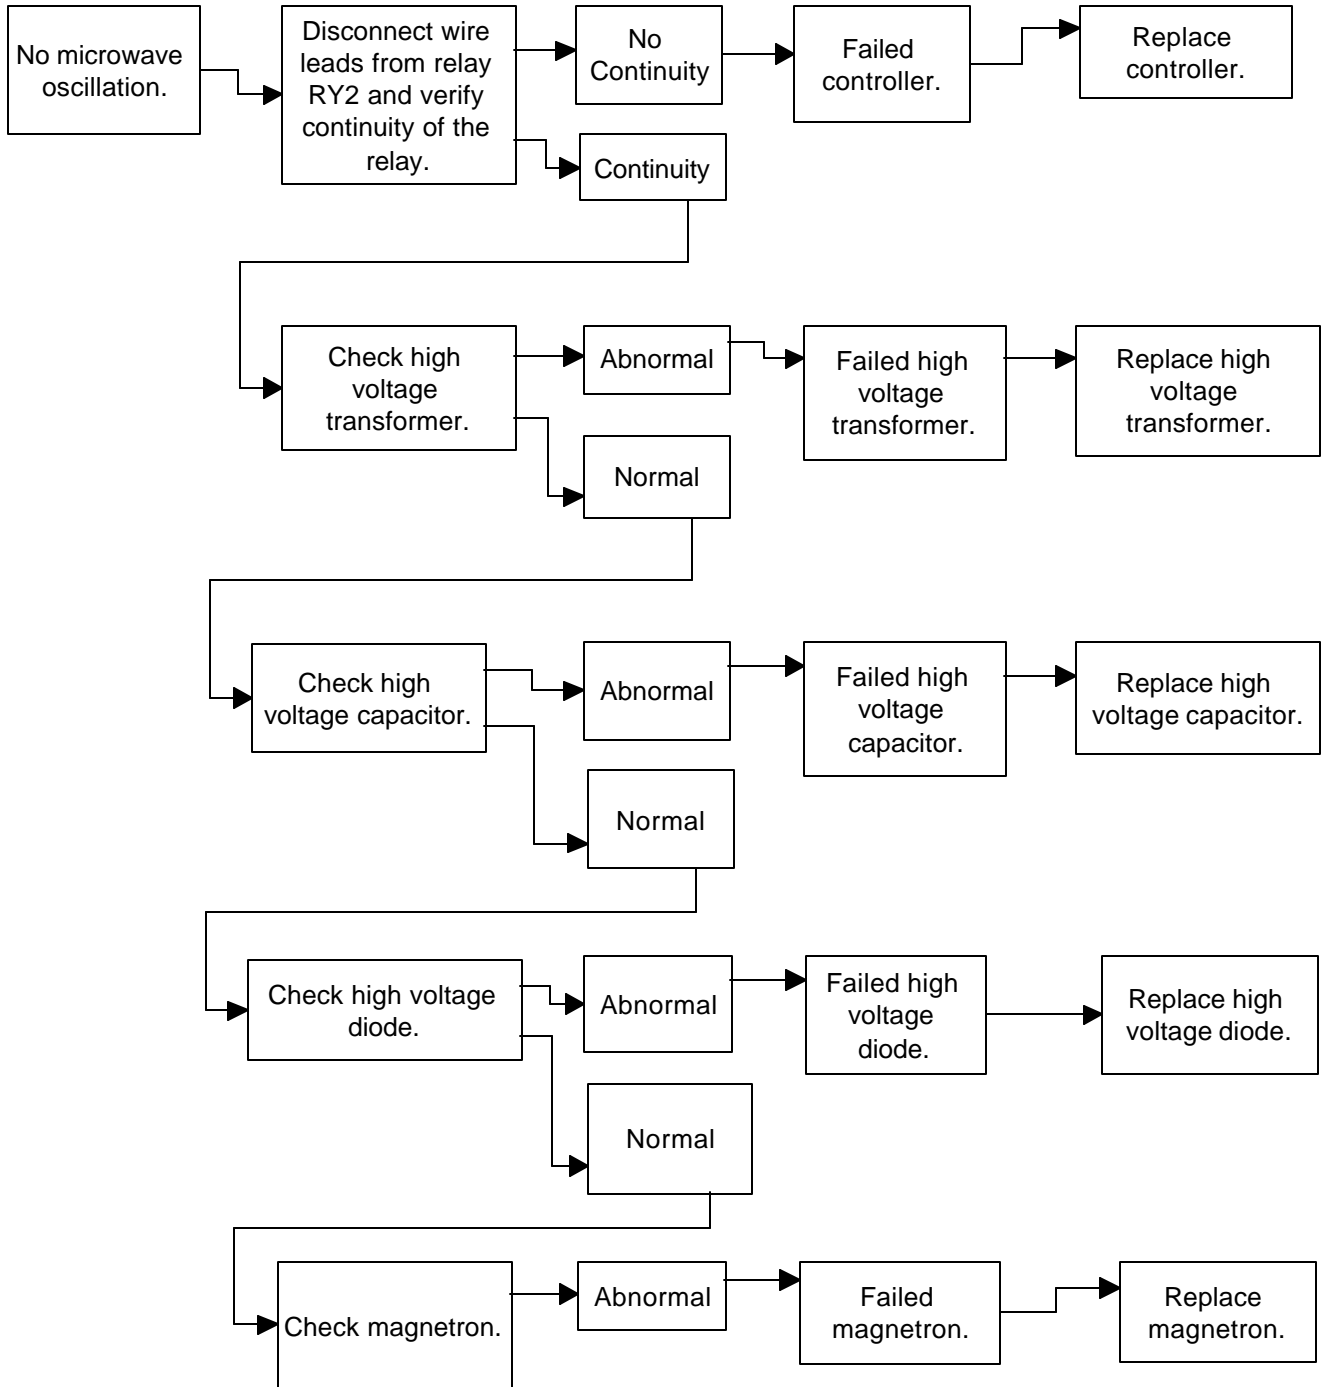 No microwave
oscillation.
Disconnect wire
leads from relay
RY2 and verify
continuity of the
relay.
No
Continuity
Failed
controller.
Replace
controller.
Continuity
Check high
voltage
transformer.
Abnormal
Failed high
voltage
transformer.
Replace high
voltage
transformer.
Normal
Check high
voltage capacitor.
Abnormal
Failed high
voltage
capacitor.
Replace high
voltage capacitor.
Normal
Check high voltage
diode.
Abnormal
Failed high
voltage
diode.
Replace high
voltage diode.
Normal
Check magnetron.
Abnormal
Failed
magnetron.
Replace
magnetron.